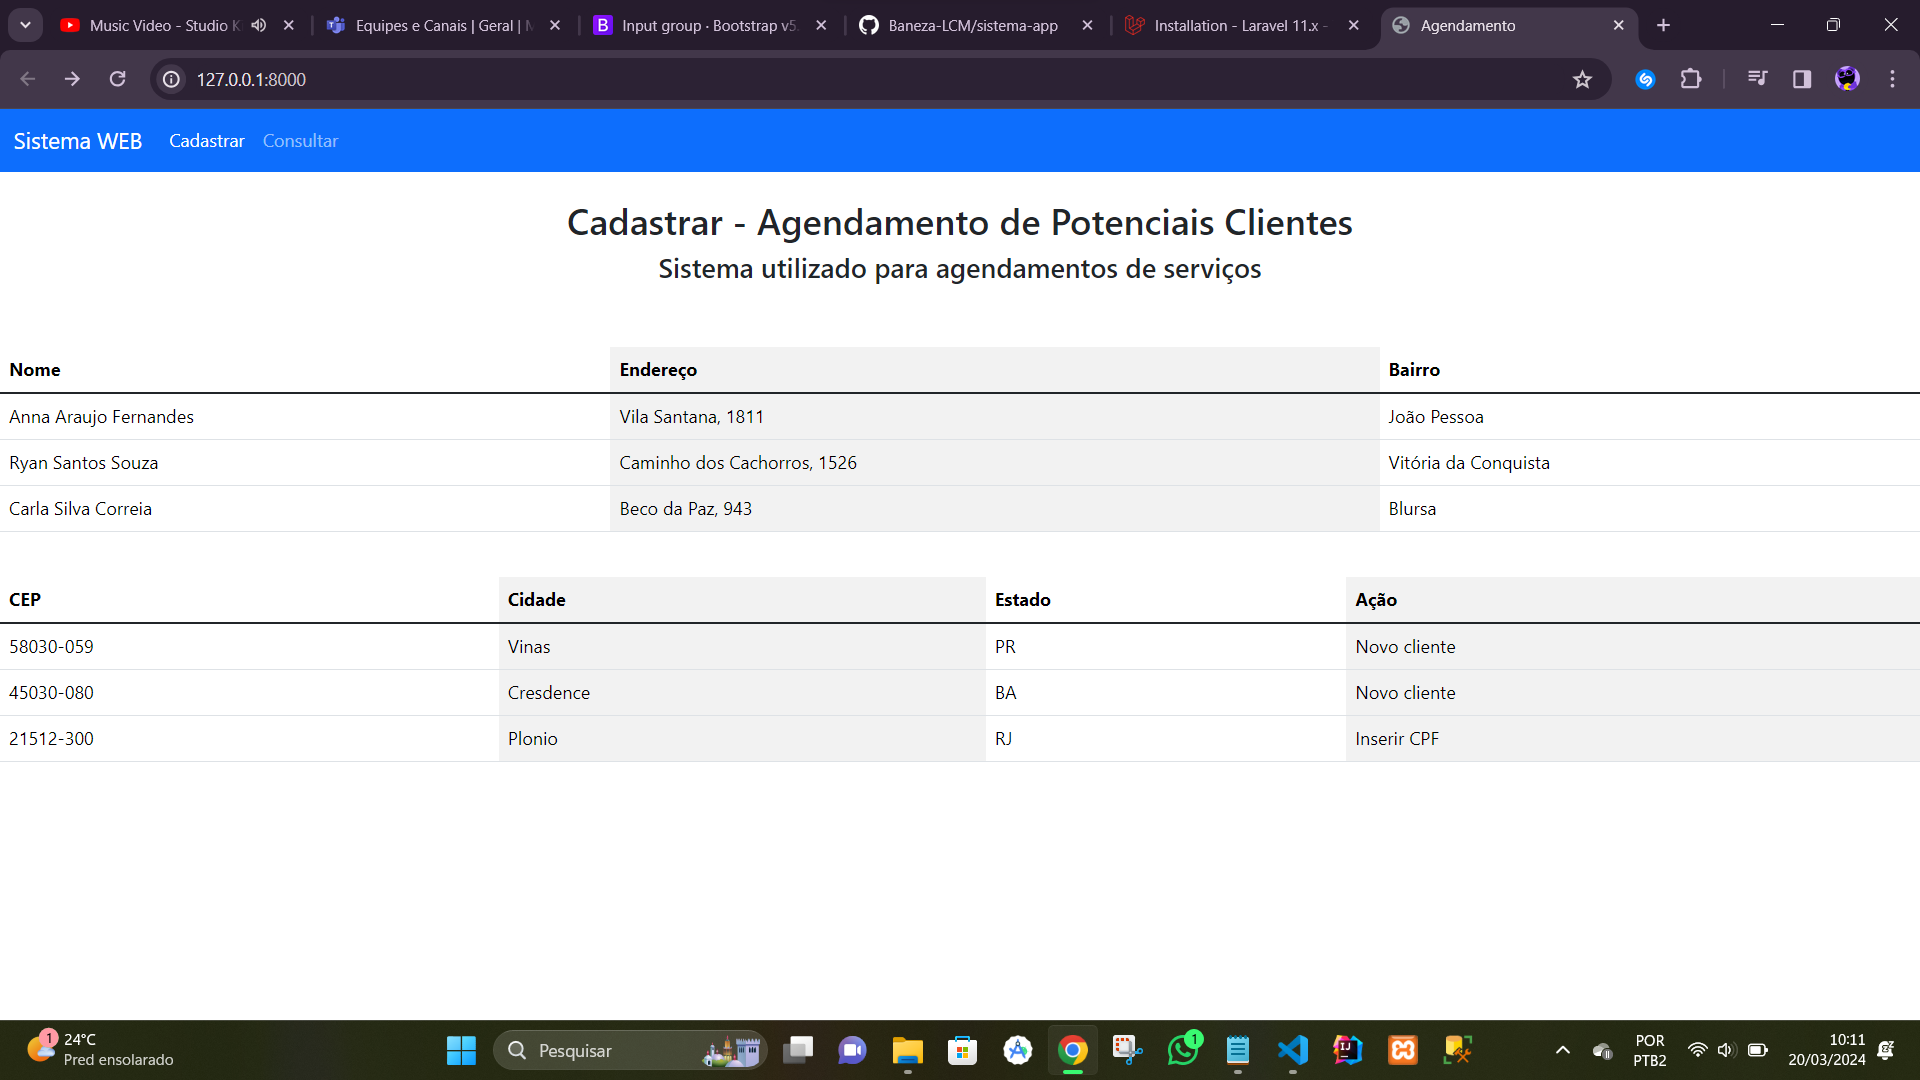 Music Video - Studio K
Equipes e Canais | Geral | M
Input group · Bootstrap v5.
Baneza-LCM/sistema-app
Installation - Laravel 11.x -
Agendamento
127.0.0.1:8000
Sistema WEB
Cadastrar
Consultar
Cadastrar - Agendamento de Potenciais Clientes
Sistema utilizado para agendamentos de serviços
Nome Endereço Bairro
Anna Araujo Fernandes Vila Santana, 1811 João Pessoa
Ryan Santos Souza Caminho dos Cachorros, 1526 Vitória da Conquista
Carla Silva Correia Beco da Paz, 943 Blursa
CEP Cidade Estado Ação
58030-059 Vinas PR Novo cliente
45030-080 Cresdence BA Novo cliente
21512-300 Plonio RJ Inserir CPF
1
24°C
Pred ensolarado
Pesquisar
1
POR
PTB2
10:11
20/03/2024